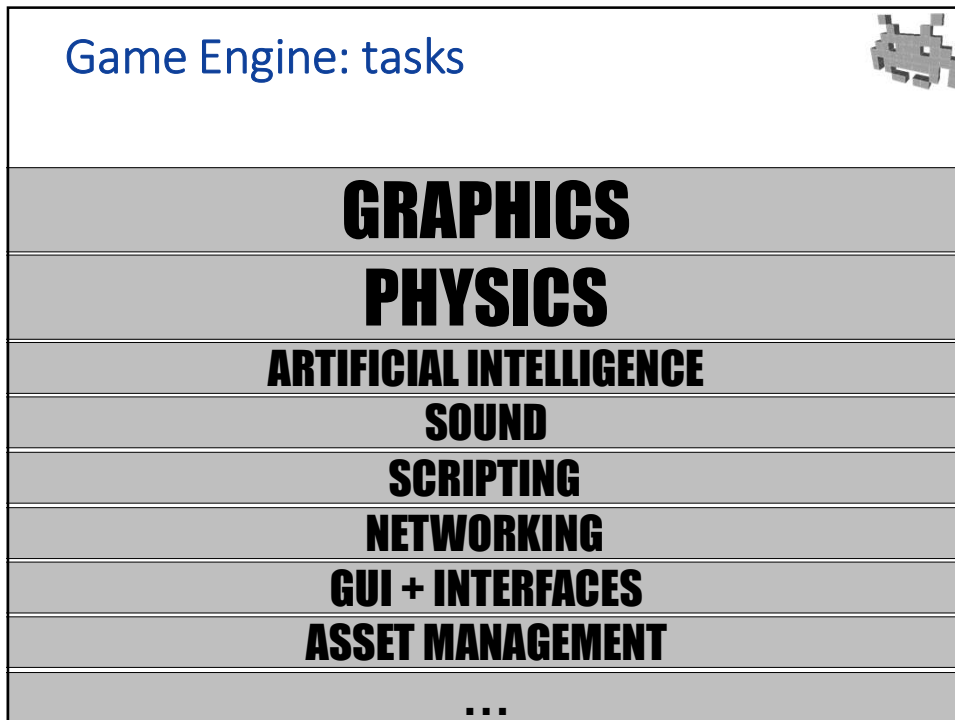 Game Engine: tasks
GRAPHICS
PHYSICS
ARTIFICIAL INTELLIGENCE
SOUND
SCRIPTING
NETWORKING
GUI + INTERFACES
ASSET MANAGEMENT
...